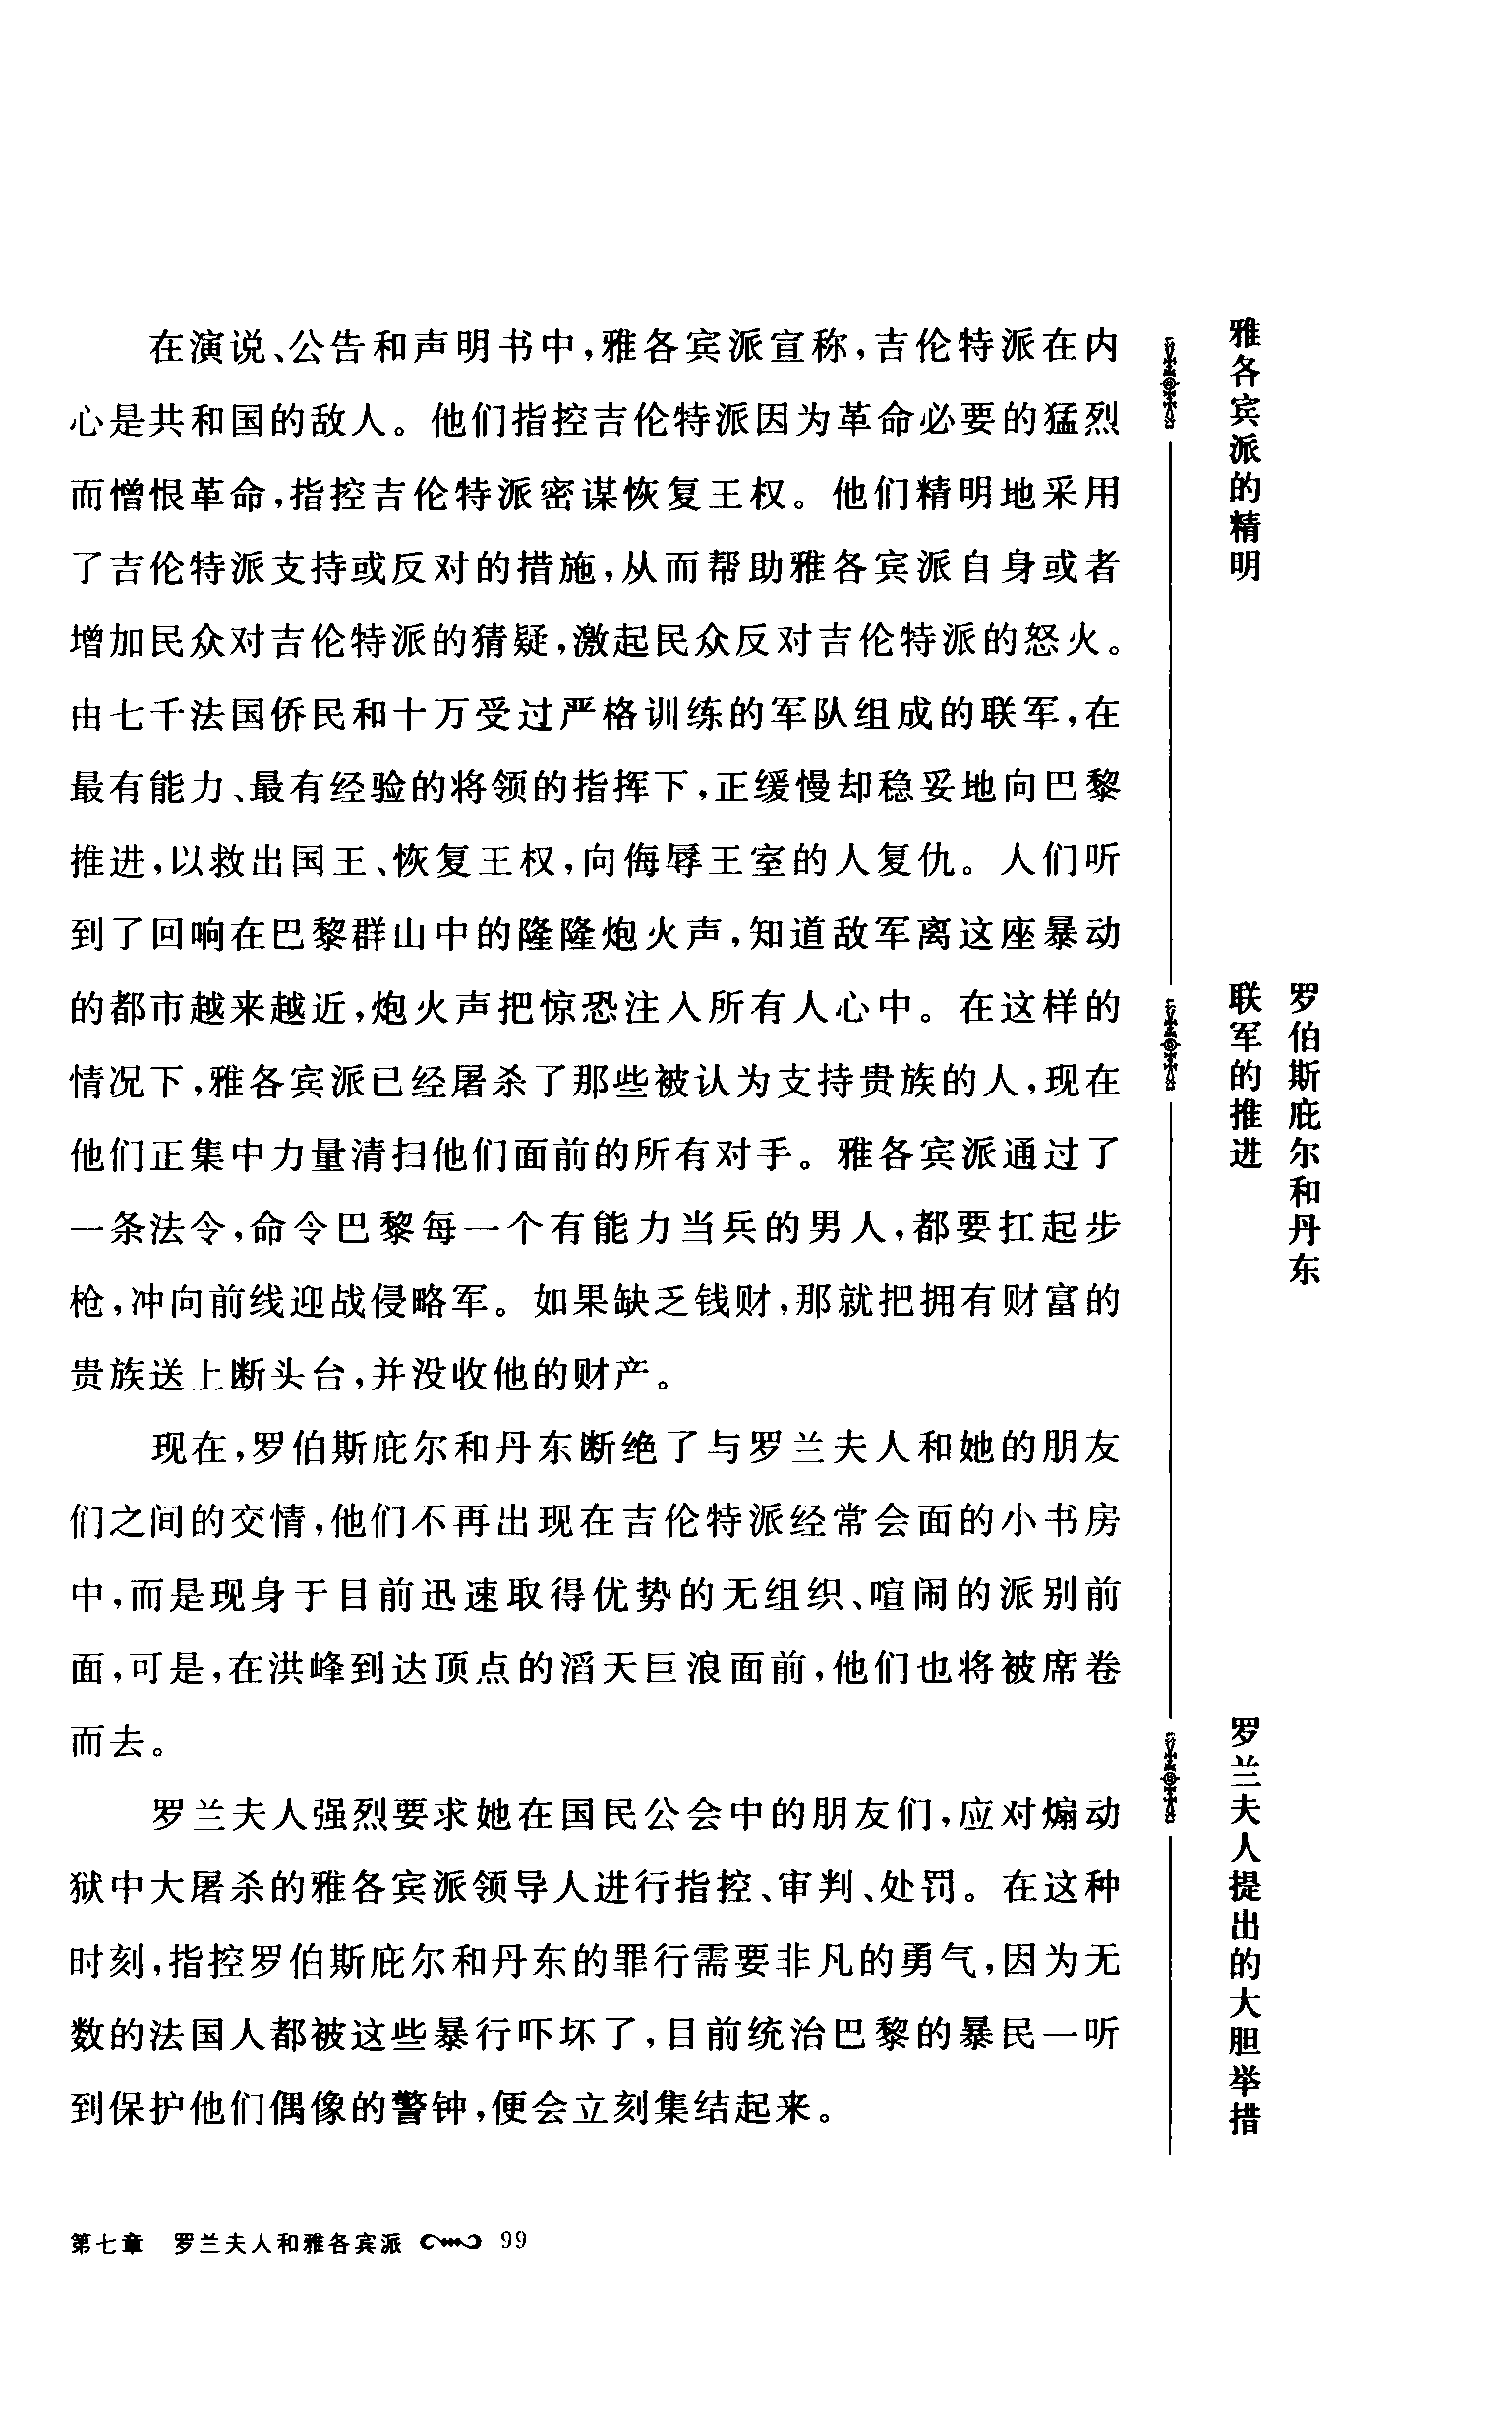 在演说、公告和声明书中,雅各宾派宣称,吉伦特派在内
心是共和国的敌人。他们指控吉伦特派因为革命必要的猛烈
而憎恨革命,指控吉伦特派密谋恢复王权。他们精明地采用
了吉伦特派支持或反对的措施,从而帮助雅各宾派自身或者
增加民众对吉伦特派的猜疑,激起民众反对吉伦特派的怒火。
由七千法国侨民和十万受过严格训练的军队组成的联军,在
最有能力、最有经验的将领的指挥下,正缓慢却稳妥地向巴黎
推进,以救出国王、恢复王权,向侮辱王室的人复仇。人们听
到了回响在巴黎群山中的隆隆炮火声,知道敌军离这座暴动
的都市越来越近,炮火声把惊恐注入所有人心中。在这样的
情况下,雅各宾派已经屠杀了那些被认为支持贵族的人,现在
他们正集中力量清扫他们面前的所有对手。雅各宾派通过了
一条法令,命令巴黎每一个有能力当兵的男人,都要扛起步
枪,冲向前线迎战侵略军。如果缺乏钱财,那就把拥有财富的
贵族送上断头台,并没收他的财产。
现在,罗伯斯庇尔和丹东断绝了与罗兰夫人和她的朋友
们之间的交情,他们不再出现在吉伦特派经常会面的小书房
中,而是现身于目前迅速取得优势的无组织、喧闹的派别前
面,可是,在洪峰到达顶点的滔天巨浪面前,他们也将被席卷
而去。
罗兰夫人强烈要求她在国民公会中的朋友们,应对煽动
狱中大屠杀的雅各宾派领导人进行指控、审判、处罚。在这种
时刻,指控罗伯斯庇尔和丹东的罪行需要非凡的勇气,因为无
数的法国人都被这些暴行吓坏了,目前统治巴黎的暴民一听
到保护他们偶像的警钟,便会立刻集结起来。
雅各宾派的精明
罗伯斯庇尔和丹东
联军的推进
罗兰夫人提出的大胆举措
第七章 罗兰夫人和雅各宾派 99